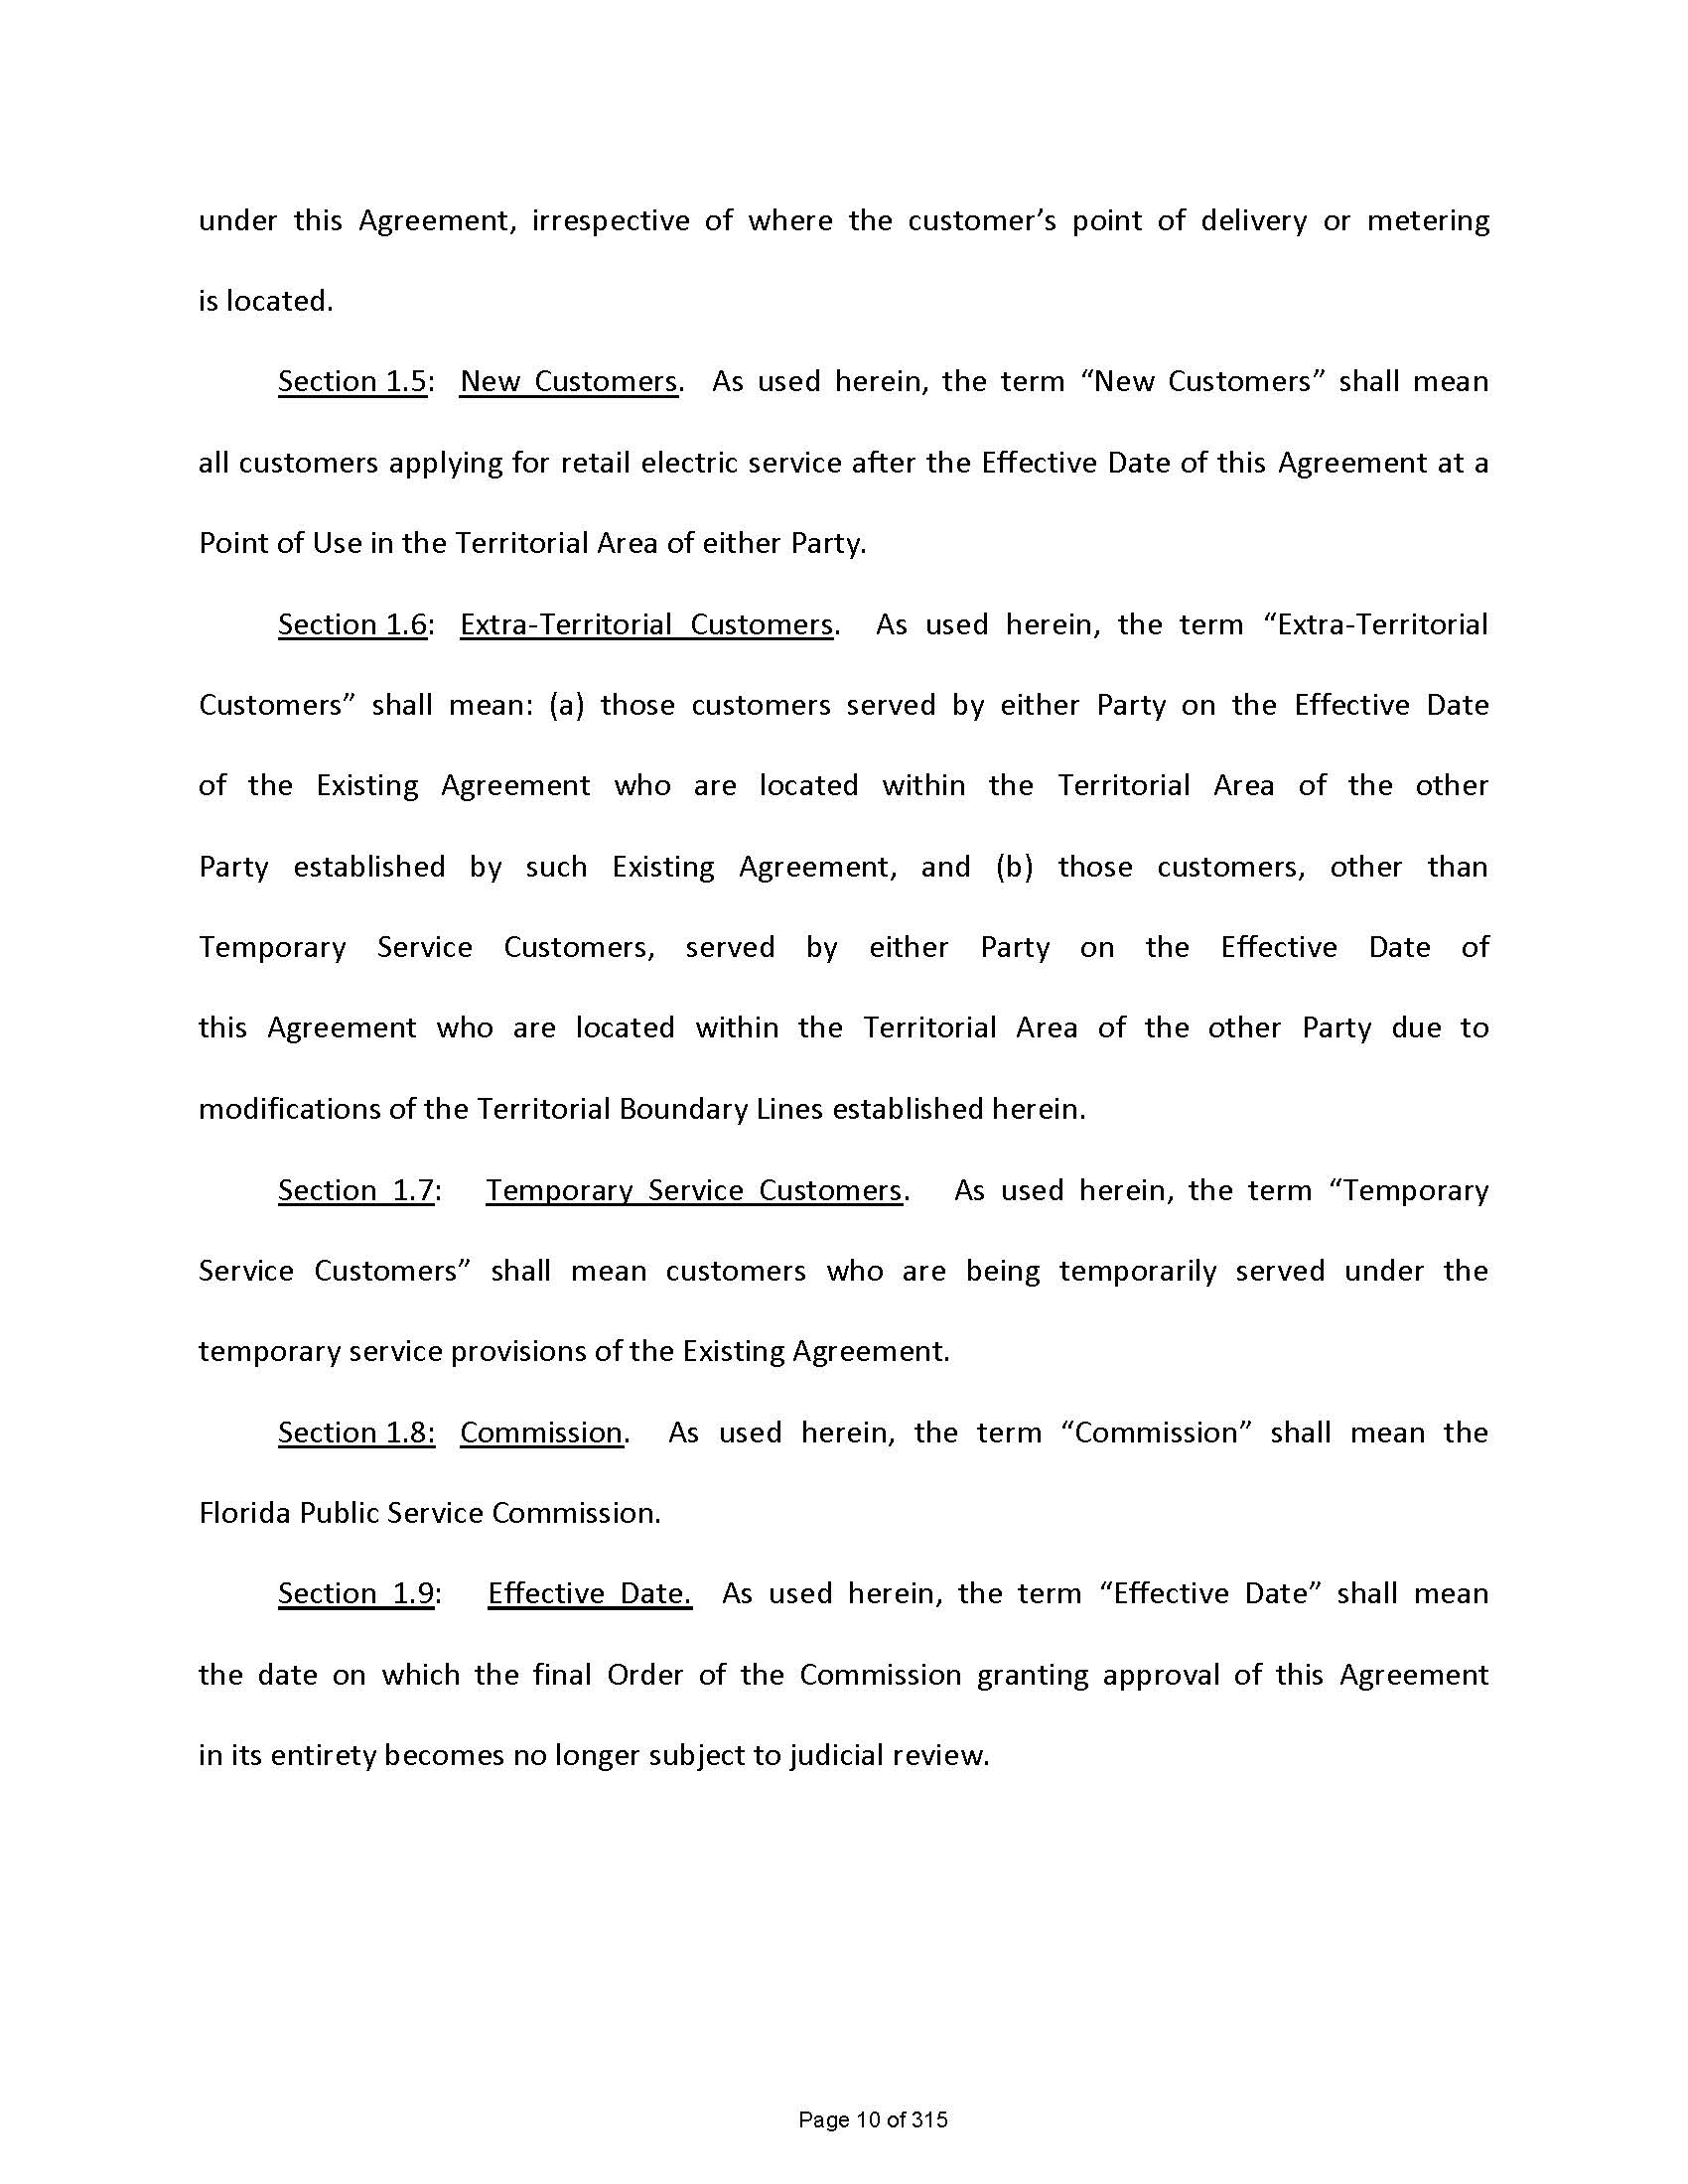 under this Agreement, irrespective of where the customer’s point of delivery or metering
is located.
Section 1.5: New Customers. As used herein, the term “New Customers” shall mean
all customers applying for retail electric service after the Effective Date of this Agreement at a
Point of Use in the Territorial Area of either Party.
Section 1.6: Extra-Territorial Customers. As used herein, the term “Extra-Territorial
Customers” shall mean: (a) those customers served by either Party on the Effective Date
of the Existing Agreement who are located within the Territorial Area of the other
Party established by such Existing Agreement, and (b) those customers, other than
Temporary Service Customers, served by either Party on the Effective Date of
this Agreement who are located within the Territorial Area of the other Party due to
modifications of the Territorial Boundary Lines established herein.
Section 1.7: Temporary Service Customers. As used herein, the term “Temporary
Service Customers” shall mean customers who are being temporarily served under the
temporary service provisions of the Existing Agreement.
Section 1.8: Commission. As used herein, the term “Commission” shall mean the
Florida Public Service Commission.
Section 1.9: Effective Date. As used herein, the term “Effective Date” shall mean
the date on which the final Order of the Commission granting approval of this Agreement
in its entirety becomes no longer subject to judicial review.
Page 10 of 315